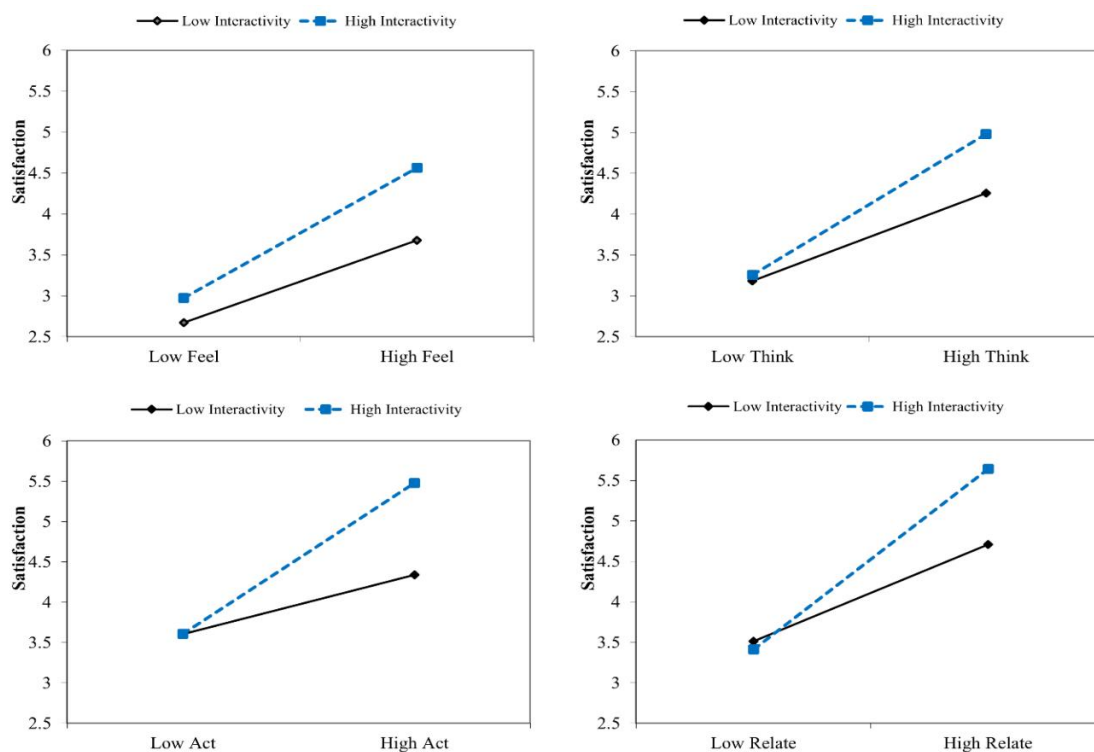 Low Interactivity High Interactivity
6
5.5
5
4.5
4
3.5
3
2.5
Satisfaction
Low Feel High Feel
Low Interactivity High Interactivity
6
5.5
5
4.5
4
3.5
3
2.5
Satisfaction
Low Think High Think
Low Interactivity High Interactivity
6
5.5
5
4.5
4
3.5
3
2.5
Satisfaction
Low Act High Act
Low Interactivity High Interactivity
6
5.5
5
4.5
4
3.5
3
2.5
Satisfaction
Low Relate High Relate